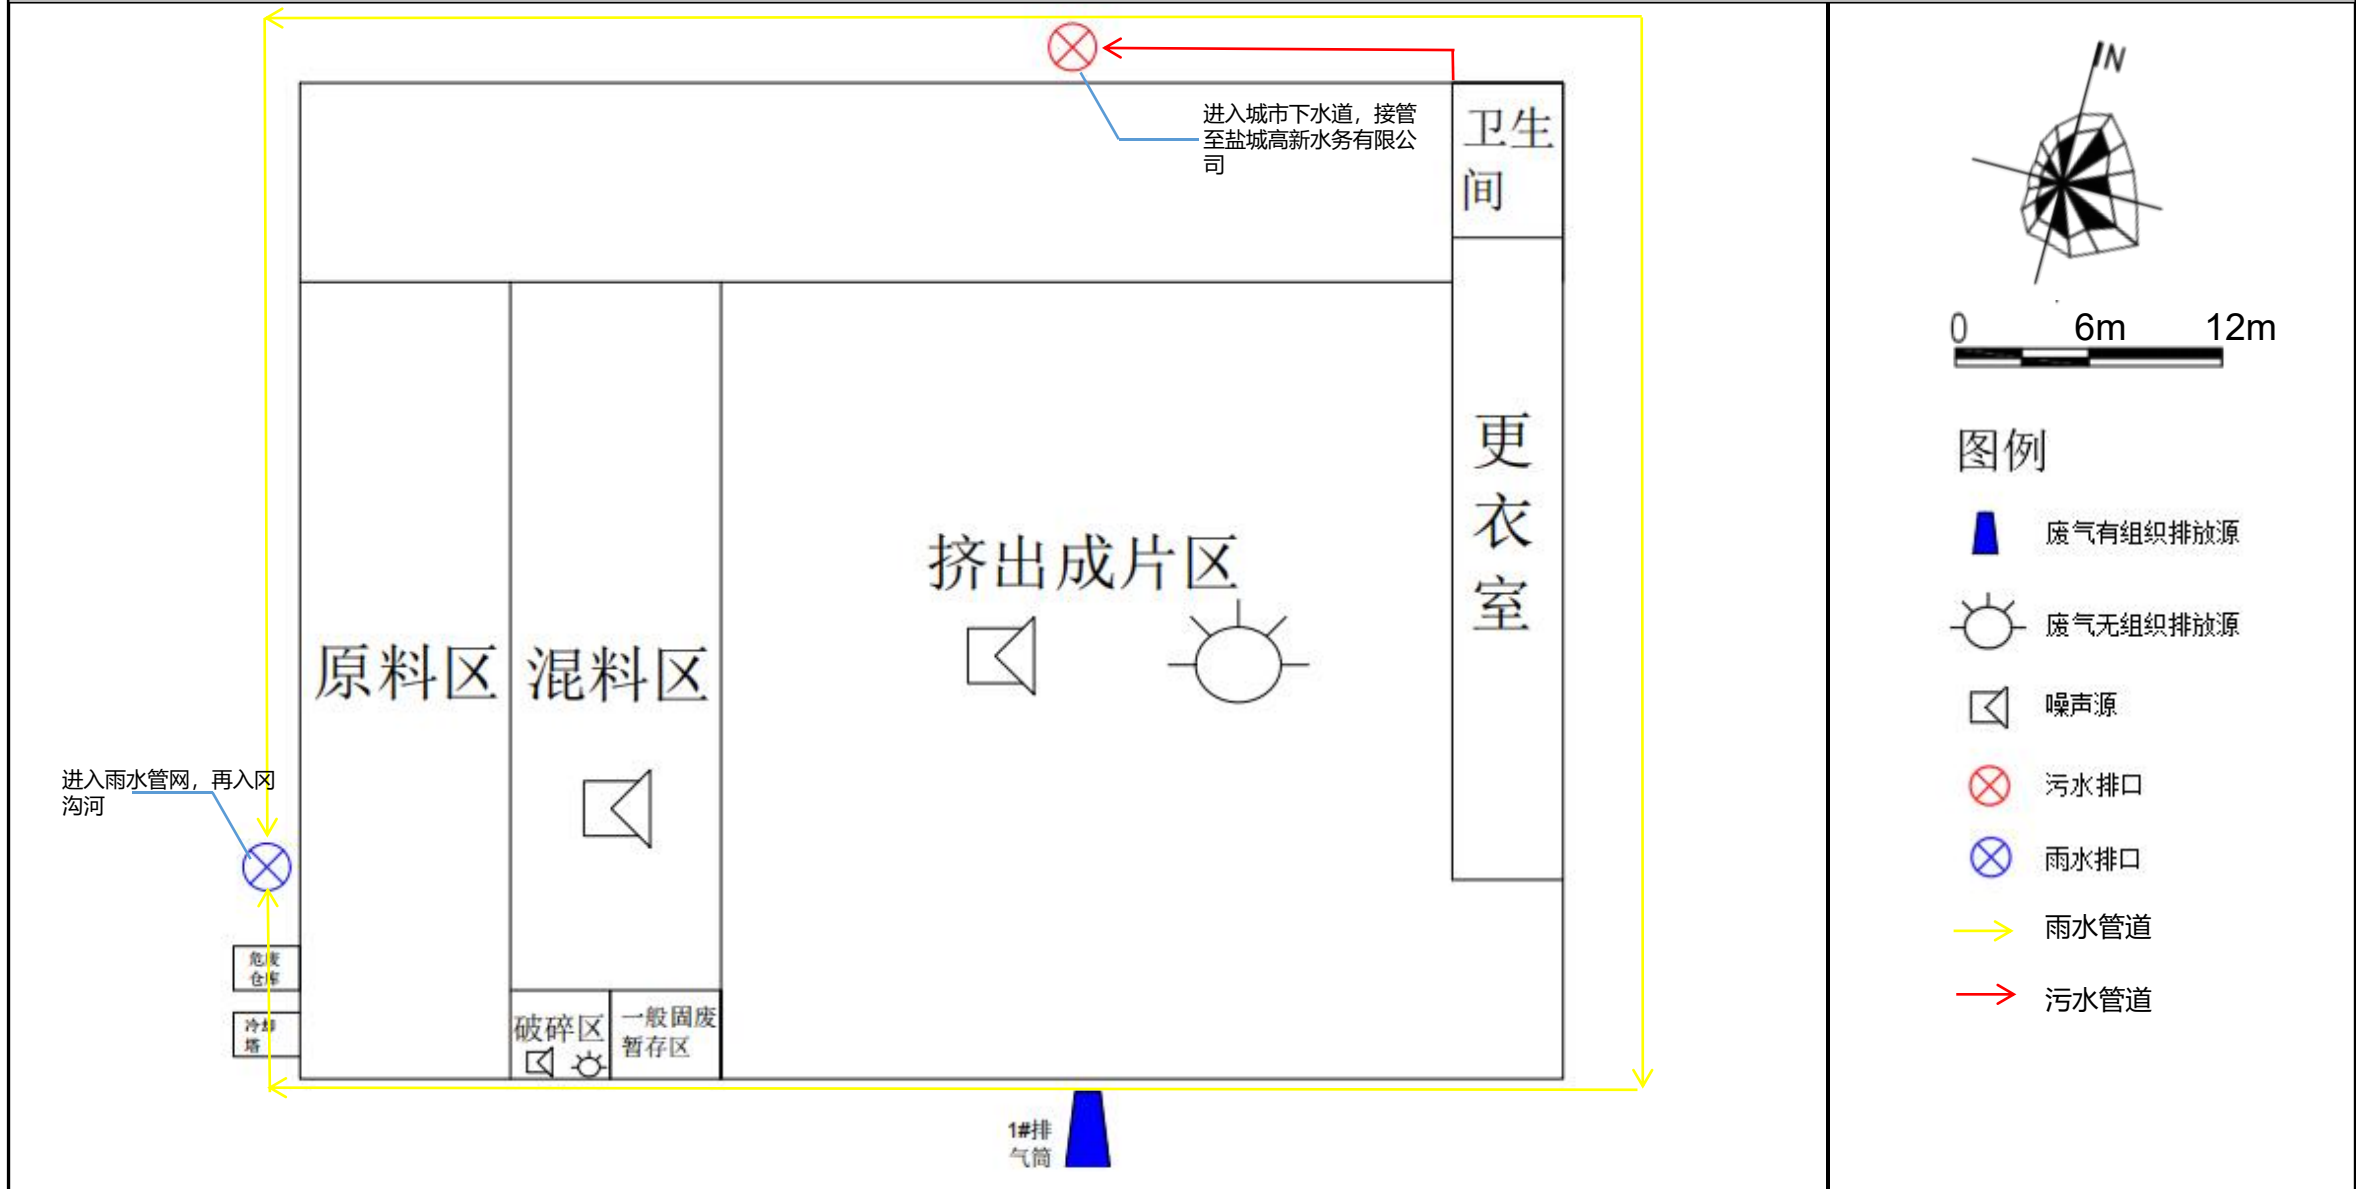 进入城市下水道，接管
至盐城高新水务有限公
司
卫生
间
更
衣
室
挤出成片区
原料区
混料区
进入雨水管网，再入冈
沟河
危废
仓库
冷却
塔
破碎区
一般固废
暂存区
1#排
气筒
N
0 6m 12m
图例
废气有组织排放源
废气无组织排放源
噪声源
污水排口
雨水排口
雨水管道
污水管道